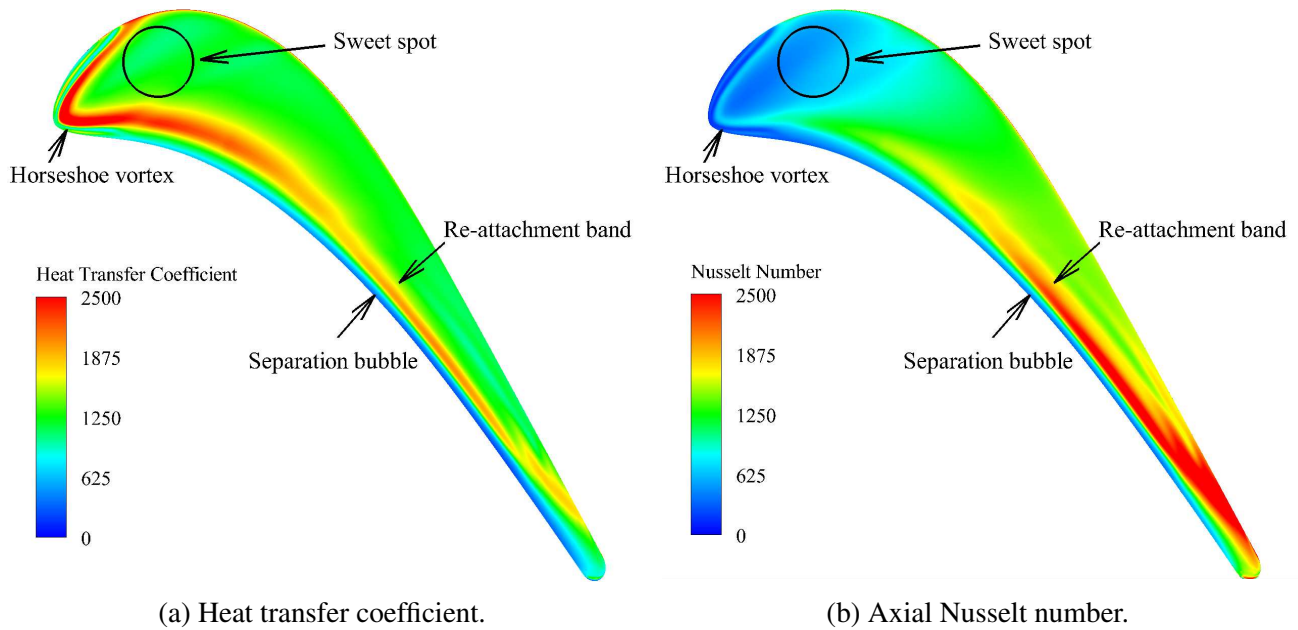 Sweet spot
Horseshoe vortex
Re-attachment band
Heat Transfer Coefficient
2500
1875
1250
625
0
Separation bubble
(a) Heat transfer coefficient.
Sweet spot
Horseshoe vortex
Re-attachment band
Nusselt Number
2500
1875
1250
625
0
Separation bubble
(b) Axial Nusselt number.